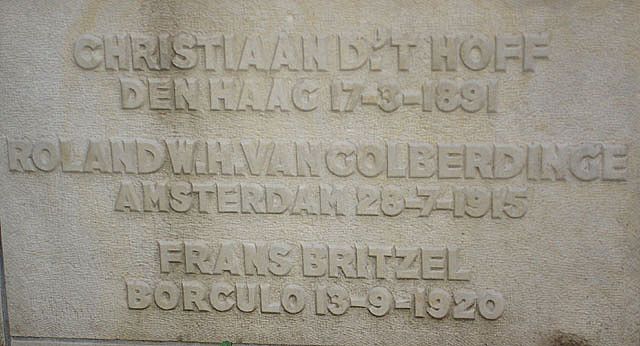 CHRISTIAAN D.'T HOFF
DEN HAAG 17-3-1891
ROLAND W.H. VAN COLBERDINGE
AMSTERDAM 28-7-1915
FRANS BRITZEL
BORCULO 13-9-1920